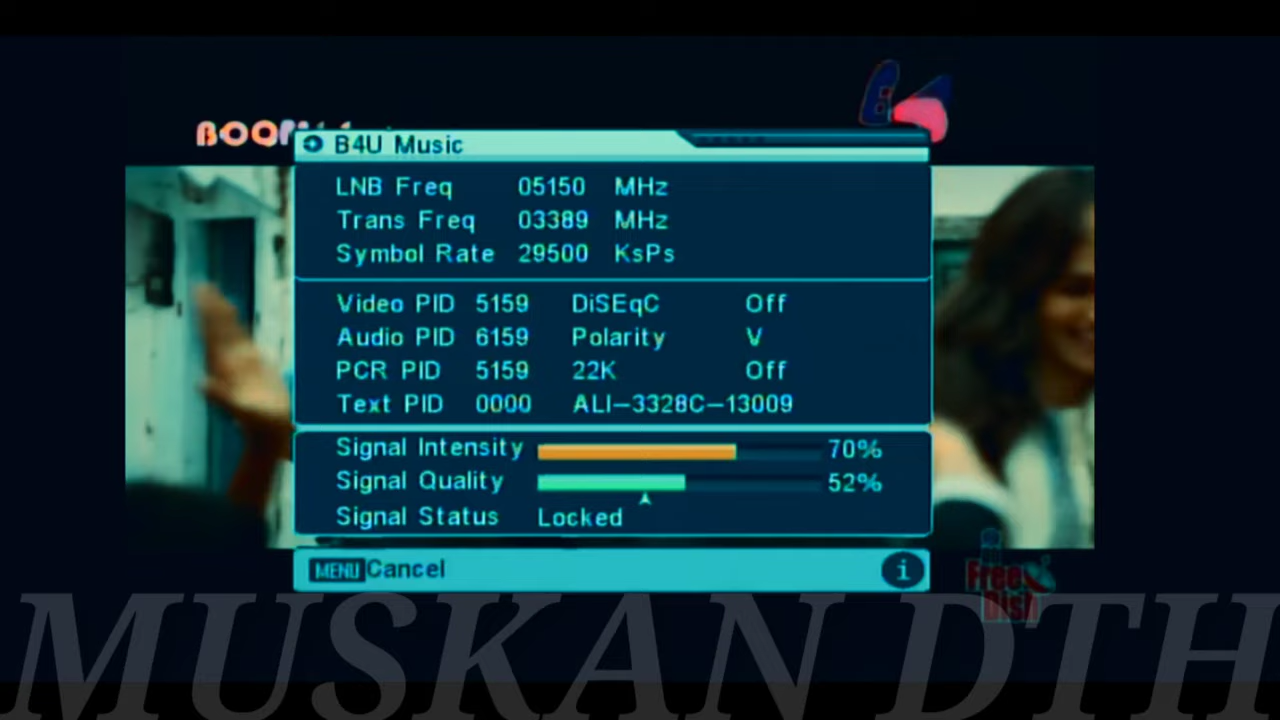 B4U Music
LNB Freq 05150 MHz
Trans Freq 03389 MHz
Symbol Rate 29500 KsPs
Video PID 5159 DiSEqC Off
Audio PID 6159 Polarity V
PCR PID 5159 22K Off
Text PID 0000 ALI-3328C-13009
Signal Intensity 70%
Signal Quality 52%
Signal Status Locked
MENU Cancel i
Free
Dish
MUSKAN DTH